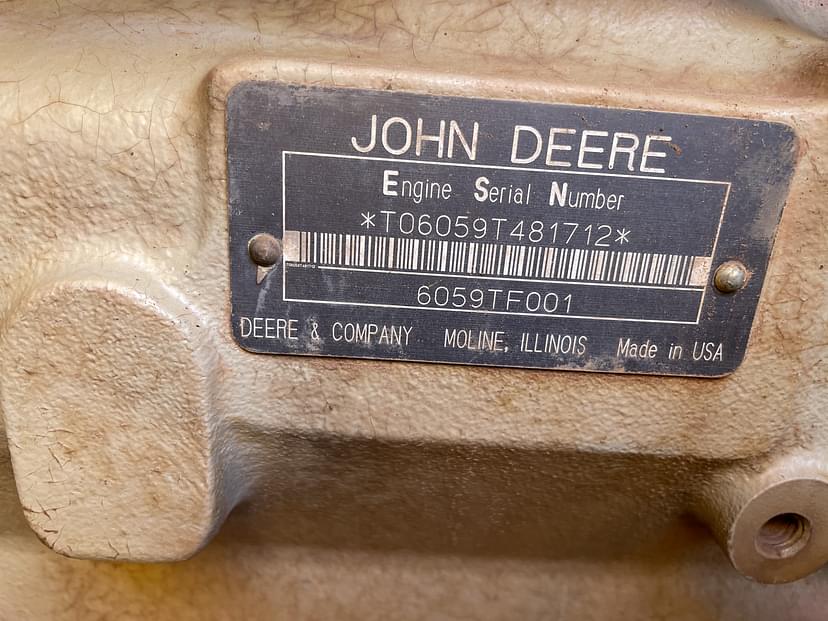 JOHN DEERE
Engine Serial Number
*T06059T481712*
6059TF001
DEERE & COMPANY MOLINE, ILLINOIS Made in USA